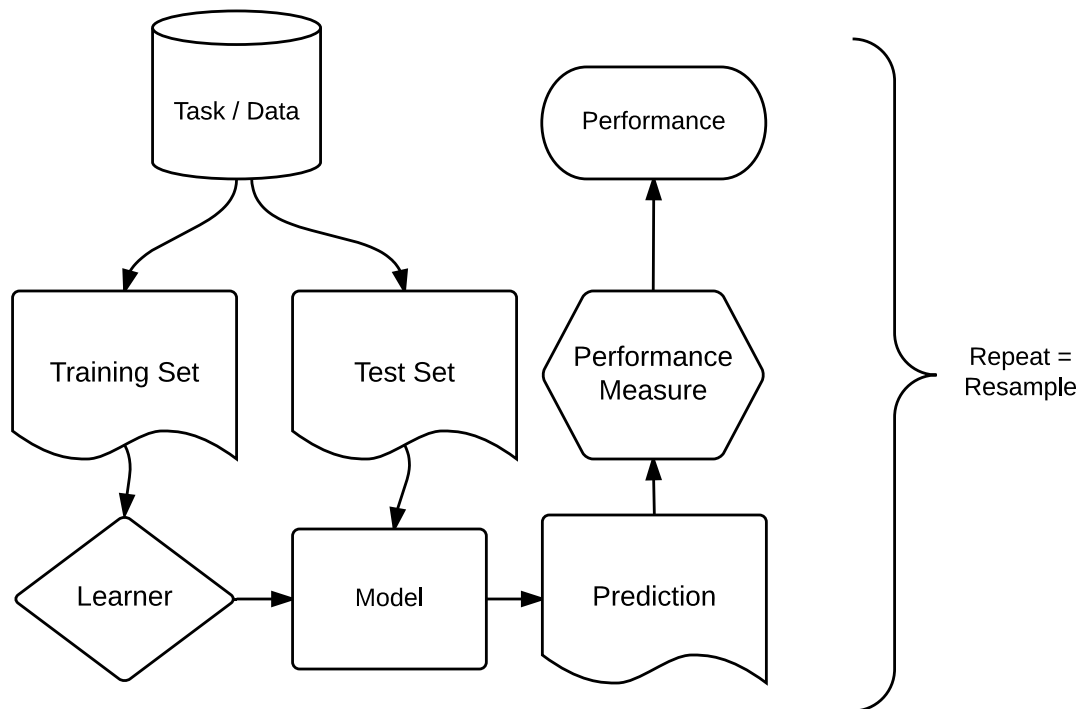 Task / Data
Performance
Training Set
Test Set
Performance
Measure
Repeat =
Resample
Learner
Model
Prediction